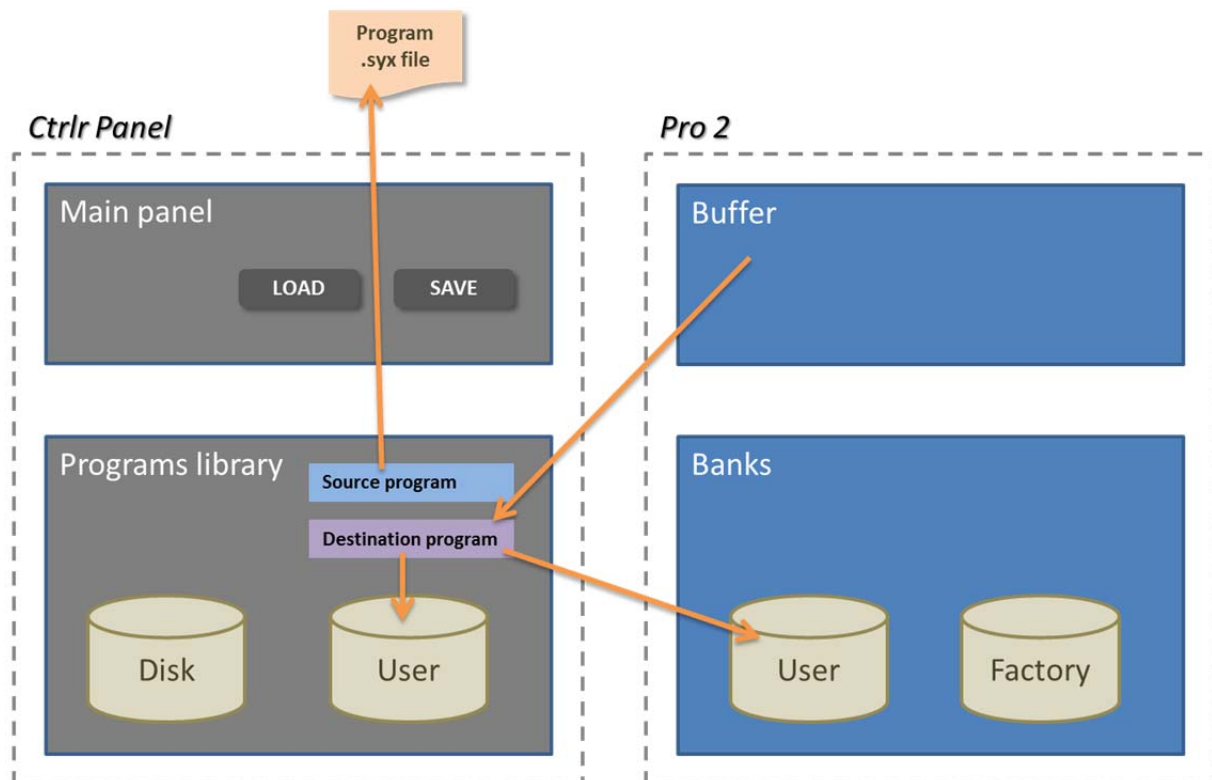 Program
.syx file
Ctrlr Panel
Pro 2
Main panel
LOAD
SAVE
Buffer
Programs library
Source program
Destination program
Disk
User
Banks
User
Factory